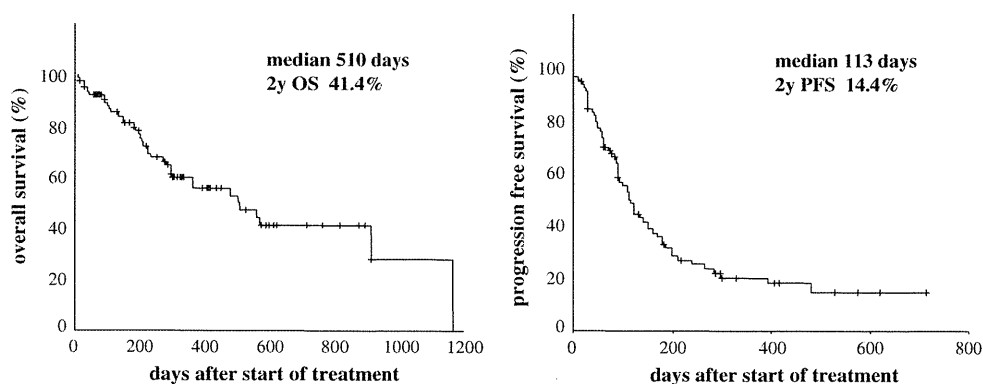 median 510 days
2y OS 41.4%
overall survival (%)
100
80
60
40
20
0
0 200 400 600 800 1000 1200
days after start of treatment
median 113 days
2y PFS 14.4%
progression free survival (%)
100
80
60
40
20
0
0 200 400 600 800
days after start of treatment